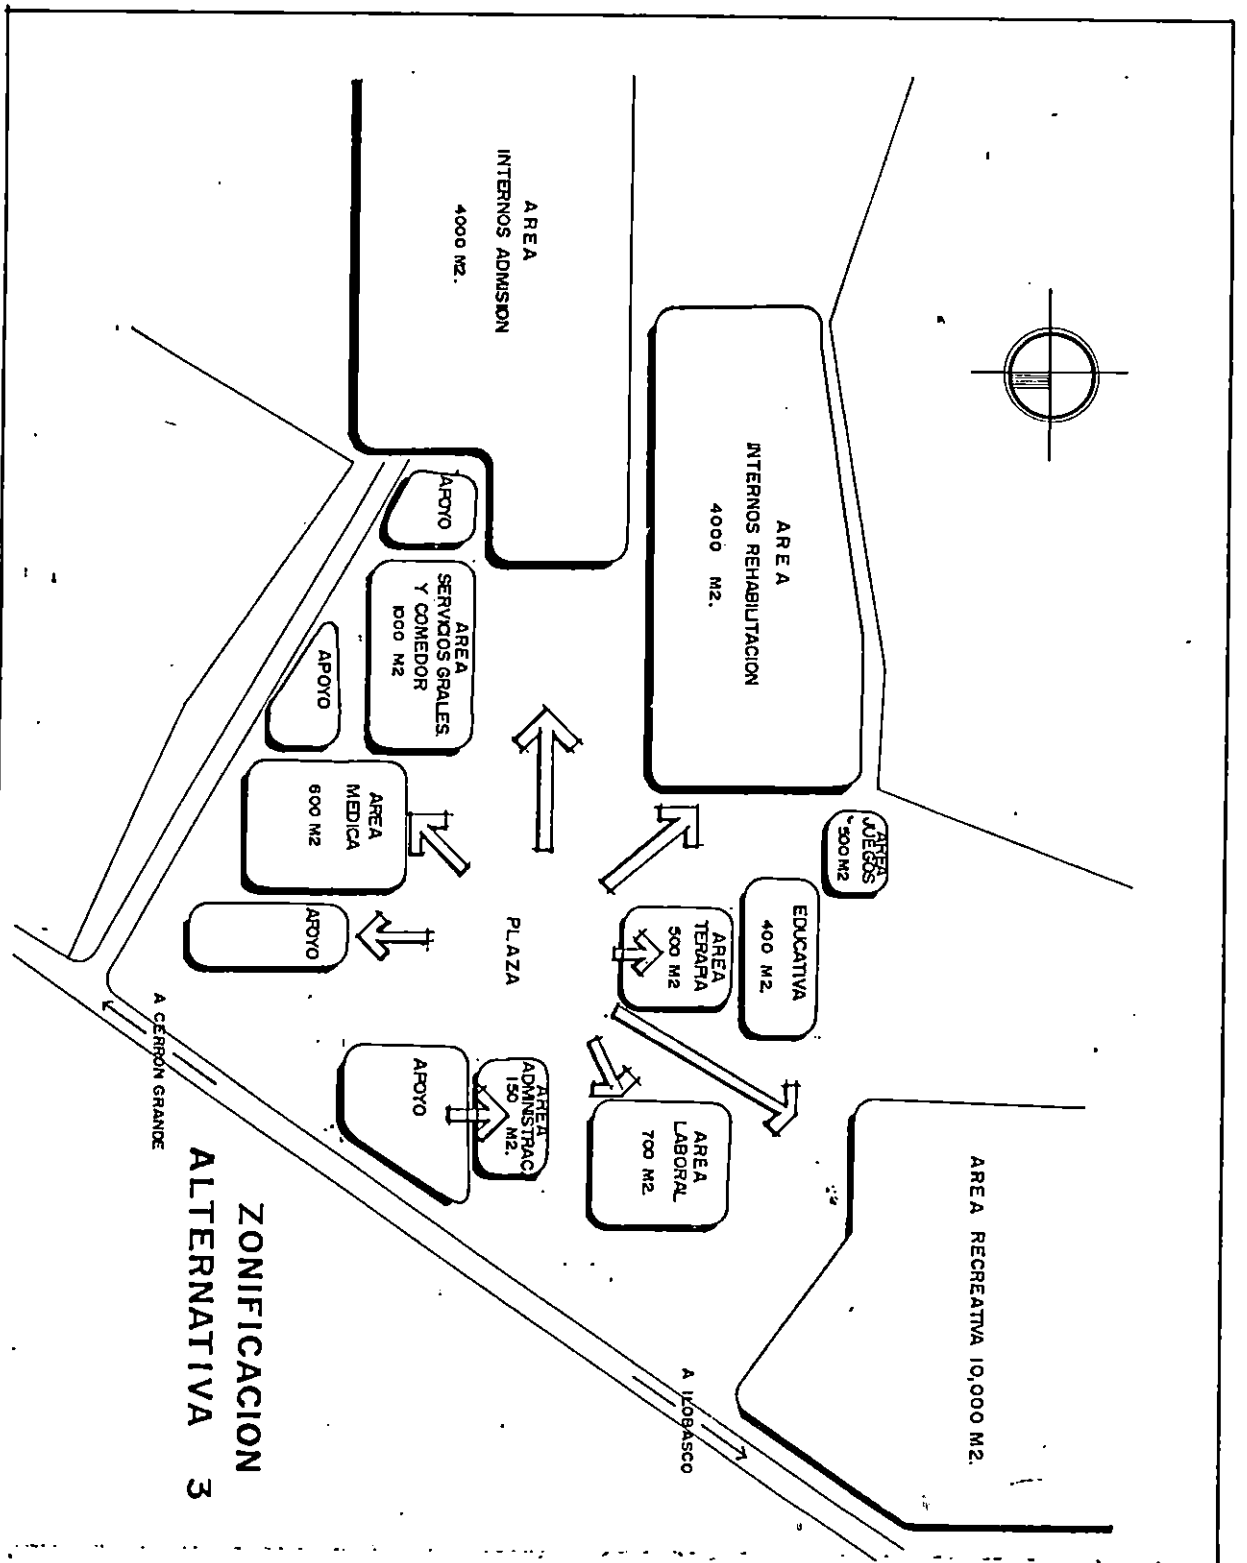 AREA RECREATIVA 10,000 M2.
AREA
JUEGOS
500 M2
EDUCATIVA
400 M2.
AREA
INTERNOS REHABILITACION
4000 M2.
AREA
TERAPIA
500 M2
AREA
LABORAL
700 M2.
A ILOBASCO
AREA
INTERNOS ADMISION
4000 M2.
PLAZA
AREA
ADMINISTRAC.
150 M2.
APOYO
AREA
SERVICIOS GRALES.
Y COMEDOR
1000 M2
APOYO
APOYO
AREA
MEDICA
600 M2
APOYO
A CERRON GRANDE
ZONIFICACION
ALTERNATIVA 3